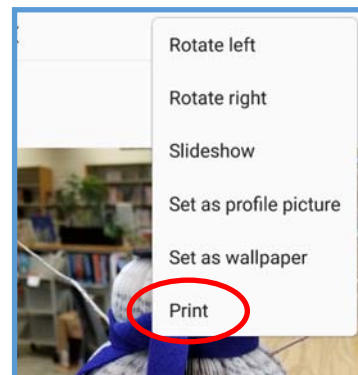 Rotate left
Rotate right
Slideshow
Set as profile picture
Set as wallpaper
Print